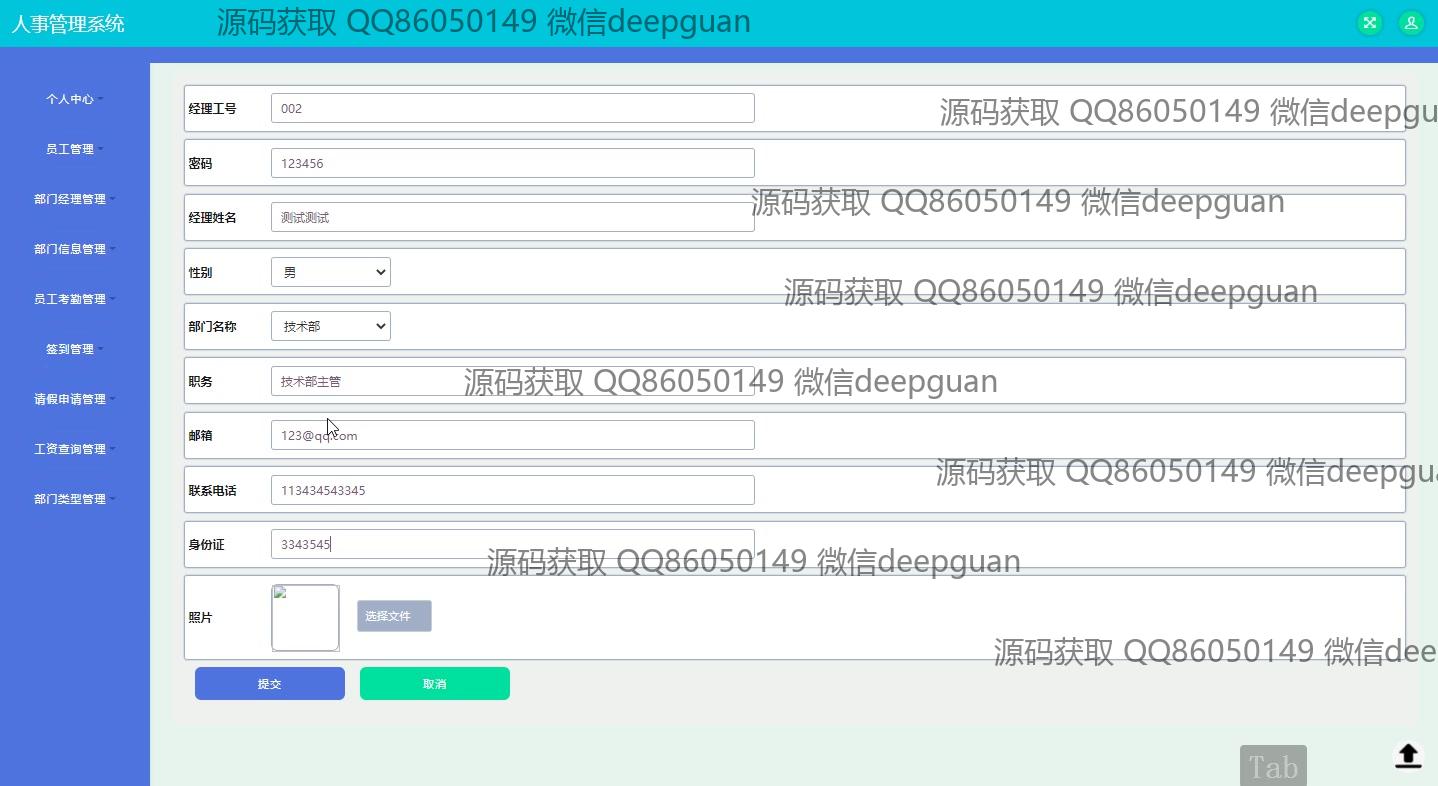 人事管理系统
源码获取 QQ86050149 微信deepguan
个人中心
员工管理
部门经理管理
部门信息管理
员工考勤管理
签到管理
请假申请管理
工资查询管理
部门类型管理
经理工号 002
源码获取 QQ86050149 微信deepgu
密码 123456
源码获取 QQ86050149 微信deepguan
经理姓名 测试测试
性别 男
源码获取 QQ86050149 微信deepguan
部门名称 技术部
职务 技术部主管
源码获取 QQ86050149 微信deepguan
邮箱 123@qq.com
源码获取 QQ86050149 微信deepgua
联系电话 113434543345
身份证 3343545
源码获取 QQ86050149 微信deepguan
照片 选择文件
源码获取 QQ86050149 微信dee
提交 取消
Tab